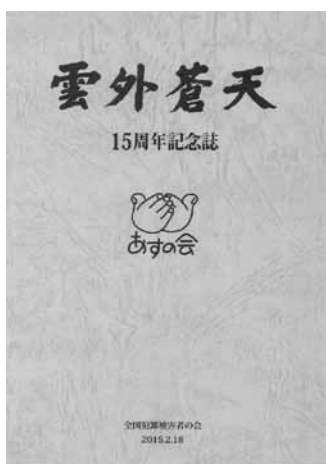 雲外蒼天
15周年記念誌
あすの会
全国犯罪被害者の会
2015.2.18